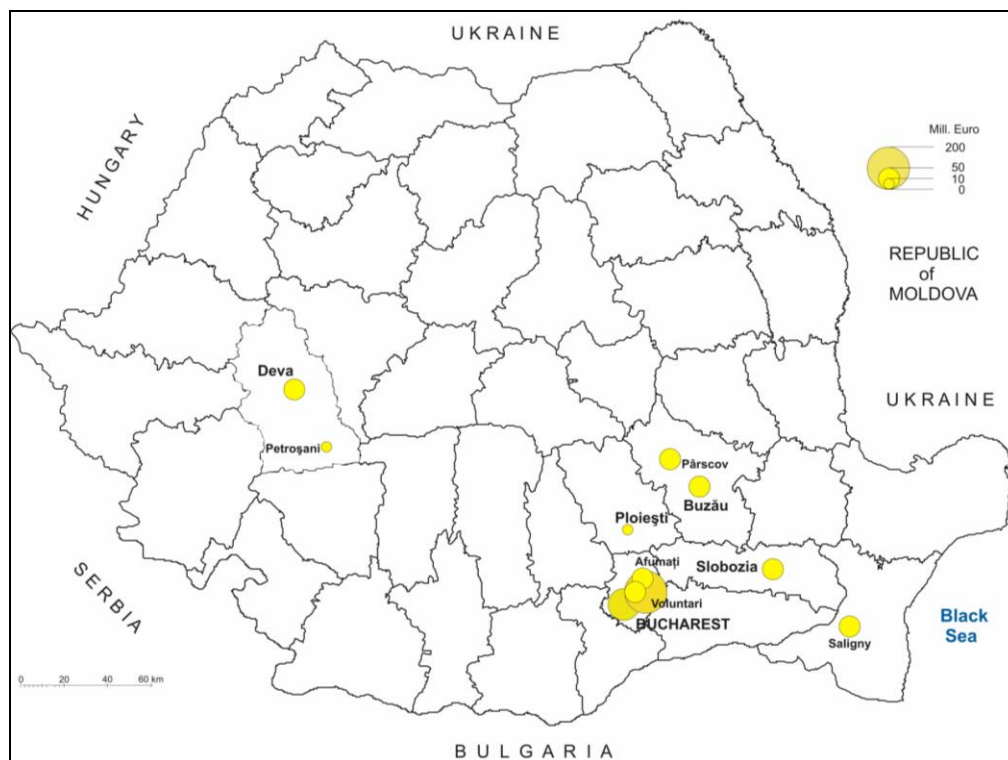 UKRAINE
HUNGARY
Mill. Euro
200
50
10
0
REPUBLIC
of
MOLDOVA
Deva
Petroşani
UKRAINE
Pârscov
Buzău
Ploieşti
Afumați
Slobozia
Voluntari
BUCHAREST
Saligny
Black
Sea
SERBIA
0 20 40 60 km
BULGARIA